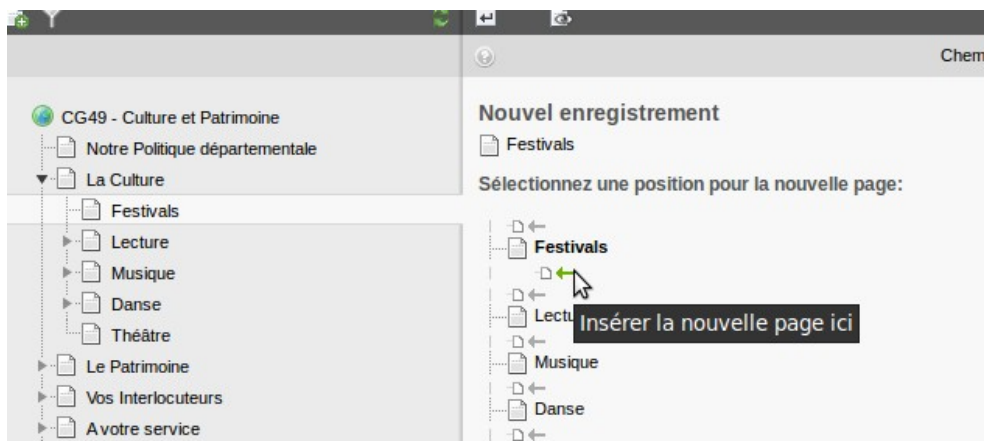 Chem
CG49 - Culture et Patrimoine
Notre Politique départementale
La Culture
Festivals
Lecture
Musique
Danse
Théâtre
Le Patrimoine
Vos Interlocuteurs
A votre service
Nouvel enregistrement
Festivals
Sélectionnez une position pour la nouvelle page:
Festivals
Lectu
Insérer la nouvelle page ici
Musique
Danse